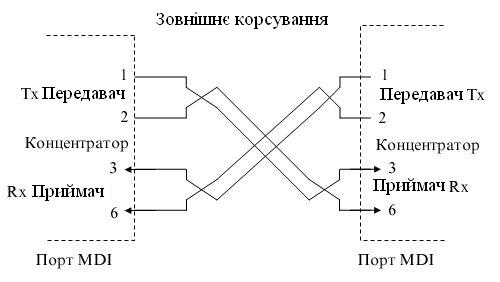 Зовнішнє корсування
1
1
Tx Передавач
Передавач Tx
2
2
Концентратор
Концентратор
3
3
Rx Приймач
Приймач Rx
6
6
Порт MDI
Порт MDI